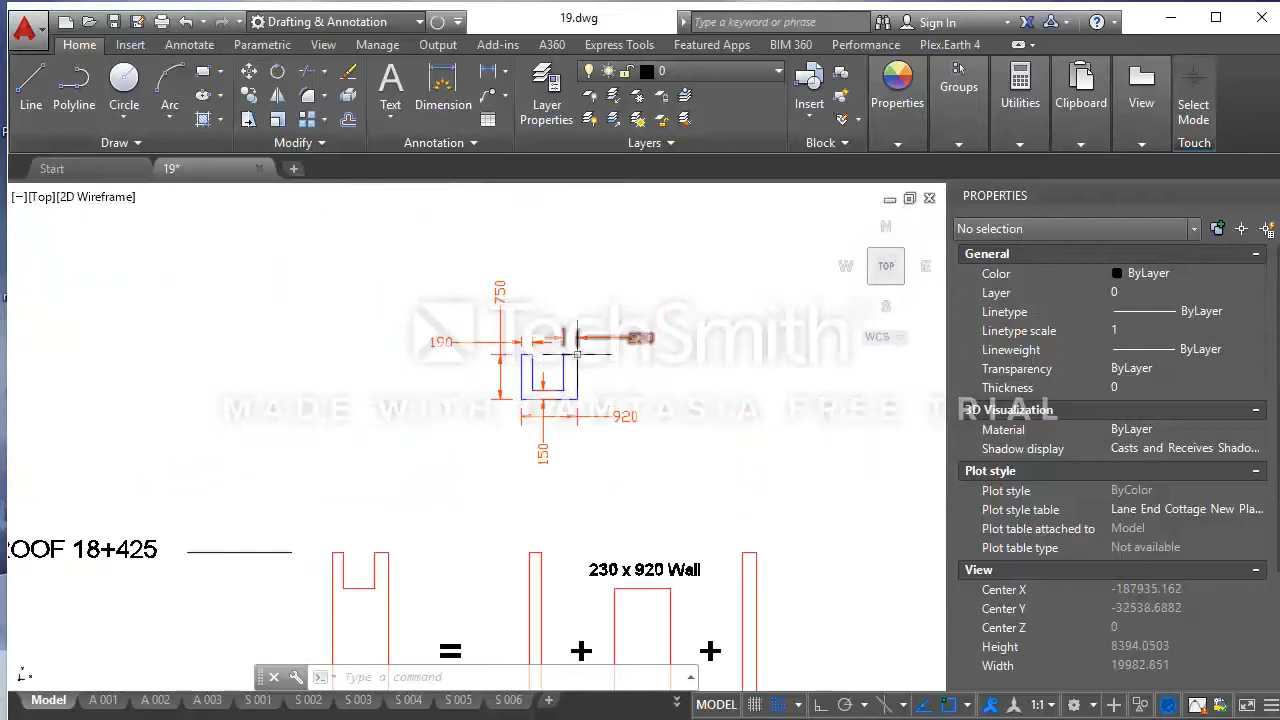 Drafting & Annotation
19.dwg
Type a keyword or phrase
Sign In
Home
Insert
Annotate
Parametric
View
Manage
Output
Add-ins
A360
Express Tools
Featured Apps
BIM 360
Performance
Plex.Earth 4
Line
Polyline
Circle
Arc
Text
Dimension
Layer
Properties
0
Insert
Properties
Groups
Utilities
Clipboard
View
Select
Mode
Draw
Modify
Annotation
Layers
Block
Touch
Start
19*
[−][Top][2D Wireframe]
N
W
TOP
E
S
WCS
750
190
920
150
TechSmith
MADE WITH CAMTASIA FREE TRIAL
ROOF 18+425
230 x 920 Wall
=
+
+
Type a command
PROPERTIES
No selection
General
Color ByLayer
Layer 0
Linetype ByLayer
Linetype scale 1
Lineweight ByLayer
Transparency ByLayer
Thickness 0
3D Visualization
Material ByLayer
Shadow display Casts and Receives Shado...
Plot style
Plot style ByColor
Plot style table Lane End Cottage New Pla...
Plot table attached to Model
Plot table type Not available
View
Center X -187935.162
Center Y -32538.6882
Center Z 0
Height 8394.0503
Width 19982.851
Model
A 001
A 002
A 003
S 001
S 002
S 003
S 004
S 005
S 006
+
MODEL
1:1